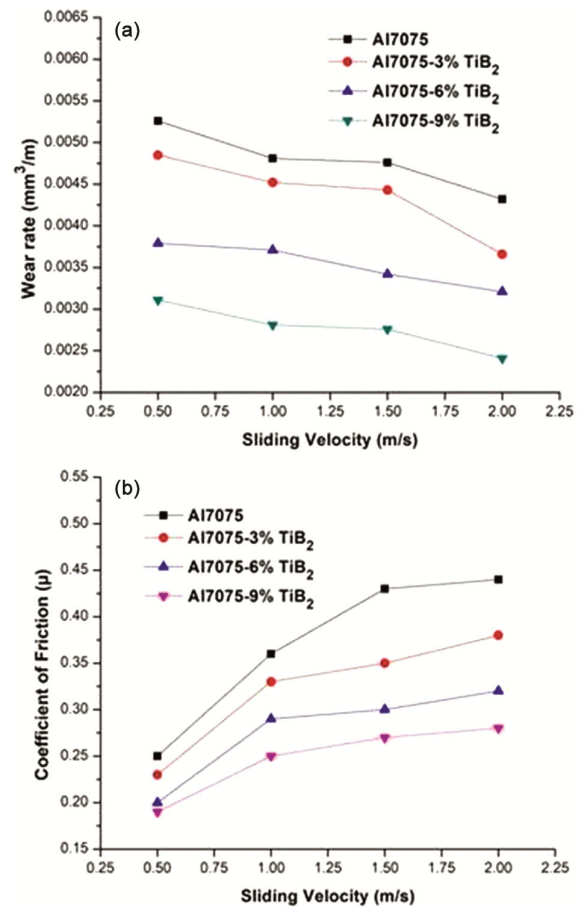 (a)
Al7075
Al7075-3% TiB2
Al7075-6% TiB2
Al7075-9% TiB2
Wear rate (mm³/m)
0.0065
0.0060
0.0055
0.0050
0.0045
0.0040
0.0035
0.0030
0.0025
0.0020
0.25 0.50 0.75 1.00 1.25 1.50 1.75 2.00 2.25
Sliding Velocity (m/s)
(b)
Al7075
Al7075-3% TiB2
Al7075-6% TiB2
Al7075-9% TiB2
Coefficient of Friction (μ)
0.55
0.50
0.45
0.40
0.35
0.30
0.25
0.20
0.15
0.25 0.50 0.75 1.00 1.25 1.50 1.75 2.00 2.25
Sliding Velocity (m/s)